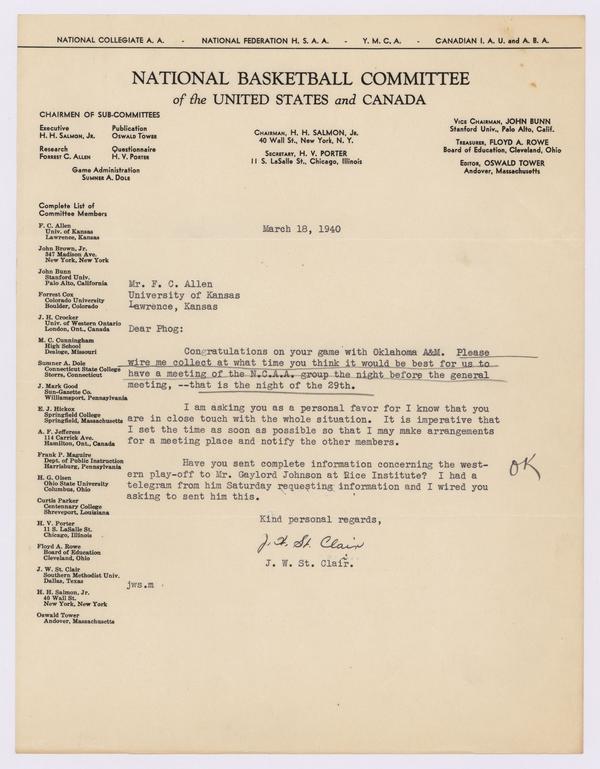 NATIONAL COLLEGIATE A. A. - NATIONAL FEDERATION H. S. A. A. - Y. M. C. A. - CANADIAN I. A. U. and A. B. A.
NATIONAL BASKETBALL COMMITTEE
of the UNITED STATES and CANADA
CHAIRMEN OF SUB-COMMITTEES
Executive
H. H. SALMON, JR.
Publication
OSWALD TOWER
Research
FORREST C. ALLEN
Questionnaire
H. V. PORTER
Game Administration
SUMNER A. DOLE
CHAIRMAN, H. H. SALMON, JR.
40 Wall St., New York, N. Y.
SECRETARY, H. V. PORTER
11 S. LaSalle St., Chicago, Illinois
VICE CHAIRMAN, JOHN BUNN
Stanford Univ., Palo Alto, Calif.
TREASURER, FLOYD A. ROWE
Board of Education, Cleveland, Ohio
EDITOR, OSWALD TOWER
Andover, Massachusetts
Complete List of
Committee Members
F. C. Allen
Univ. of Kansas
Lawrence, Kansas
John Brown, Jr.
347 Madison Ave.
New York, New York
John Bunn
Stanford Univ.
Palo Alto, California
Forrest Cox
Colorado University
Boulder, Colorado
J. H. Crocker
Univ. of Western Ontario
London, Ont., Canada
M. C. Cunningham
High School
Desloge, Missouri
Sumner A. Dole
Connecticut State College
Storrs, Connecticut
J. Mark Good
Sun-Gazette Co.
Williamsport, Pennsylvania
E. J. Hickox
Springfield College
Springfield, Massachusetts
A. F. Jefferess
114 Carrick Ave.
Hamilton, Ont., Canada
Frank P. Maguire
Dept. of Public Instruction
Harrisburg, Pennsylvania
H. G. Olsen
Ohio State University
Columbus, Ohio
Curtis Parker
Centennary College
Shreveport, Louisiana
H. V. Porter
11 S. LaSalle St.
Chicago, Illinois
Floyd A. Rowe
Board of Education
Cleveland, Ohio
J. W. St. Clair
Southern Methodist Univ.
Dallas, Texas
H. H. Salmon, Jr.
40 Wall St.
New York, New York
Oswald Tower
Andover, Massachusetts
March 18, 1940
Mr. F. C. Allen
University of Kansas
Lawrence, Kansas
Dear Phog:
Congratulations on your game with Oklahoma A&M. Please
wire me collect at what time you think it would be best for us to
have a meeting of the N.C.A.A. group the night before the general
meeting, --that is the night of the 29th.
I am asking you as a personal favor for I know that you
are in close touch with the whole situation. It is imperative that
I set the time as soon as possible so that I may make arrangements
for a meeting place and notify the other members.
Have you sent complete information concerning the west-
ern play-off to Mr. Gaylord Johnson at Rice Institute? I had a
telegram from him Saturday requesting information and I wired you
asking to sent him this.
OK
Kind personal regards,
J. W. St. Clair
J. W. St. Clair.
jws.m